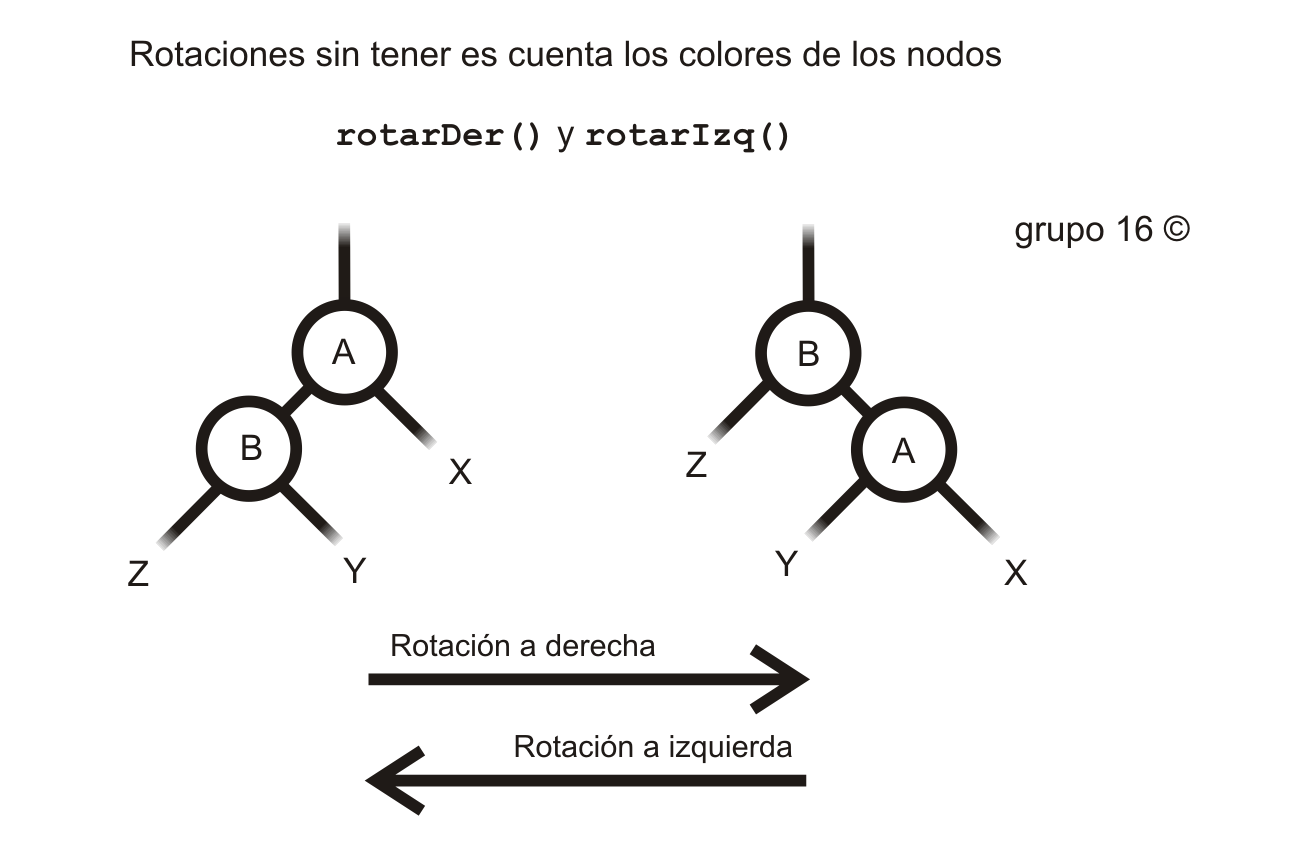 Rotaciones sin tener es cuenta los colores de los nodos
rotarDer() y rotarIzq()
grupo 16 ©
A
B
B
A
X
Z
Z
Y
Y
X
Rotación a derecha
Rotación a izquierda